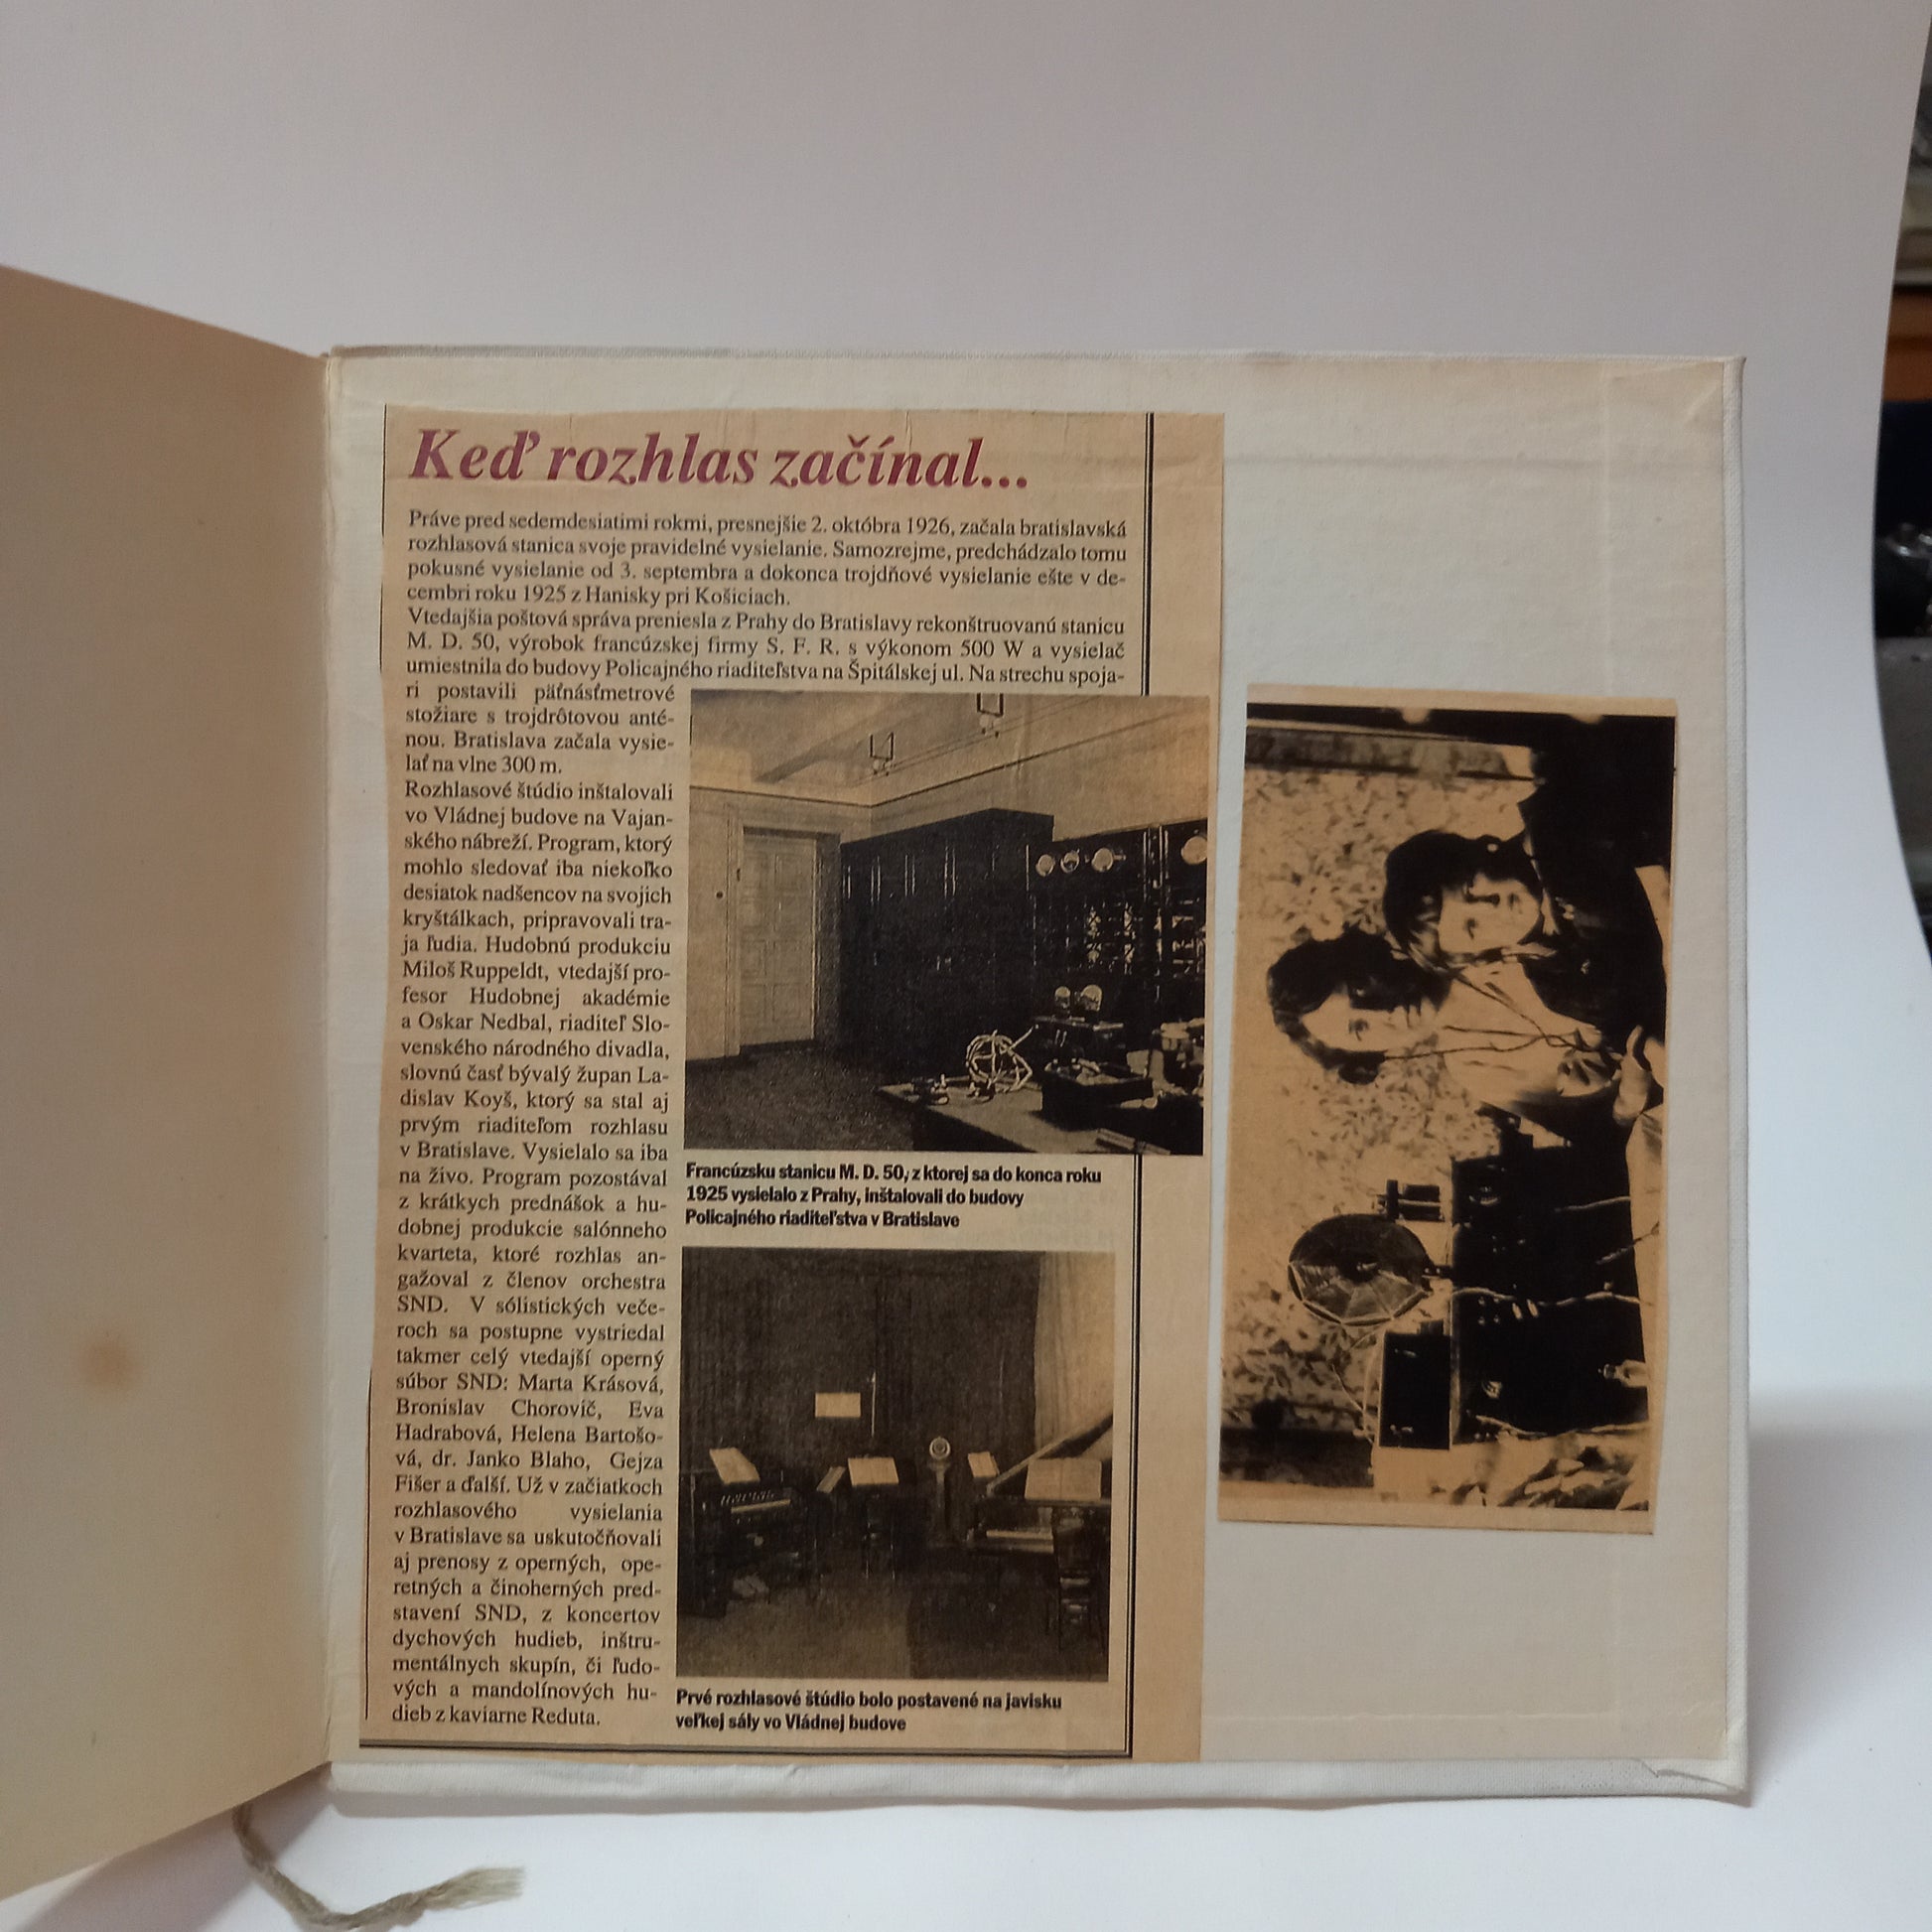 Keď rozhlas začínal...
Práve pred sedemdesiatimi rokmi, presnejšie 2. októbra 1926, začala bratislavská
rozhlasová stanica svoje pravidelné vysielanie. Samozrejme, predchádzalo tomu
pokusné vysielanie od 3. septembra a dokonca trojdňové vysielanie ešte v de-
cembri roku 1925 z Hanisky pri Košiciach.
Vtedajšia poštová správa preniesla z Prahy do Bratislavy rekonštruovanú stanicu
M. D. 50, výrobok francúzskej firmy S. F. R. s výkonom 500 W a vysielač
umiestnila do budovy Policajného riaditeľstva na Špitálskej ul. Na strechu spoja-
ri postavili päťnásťmetrové
stožiare s trojdrôtovou anté-
nou. Bratislava začala vysie-
lať na vlne 300 m.
Rozhlasové štúdio inštalovali
vo Vládnej budove na Vajan-
ského nábreží. Program, ktorý
mohlo sledovať iba niekoľko
desiatok nadšencov na svojich
kryštálkach, pripravovali tra-
ja ľudia. Hudobnú produkciu
Miloš Ruppeldt, vtedajší pro-
fesor Hudobnej akadémie
a Oskar Nedbal, riaditeľ Slo-
venského národného divadla,
slovnú časť bývalý župan La-
dislav Koyš, ktorý sa stal aj
prvým riaditeľom rozhlasu
v Bratislave. Vysielalo sa iba
na živo. Program pozostával
z krátkych prednášok a hu-
dobnej produkcie salónneho
kvarteta, ktoré rozhlas an-
gažoval z členov orchestra
SND. V sólistických veče-
roch sa postupne vystriedal
takmer celý vtedajší operný
súbor SND: Marta Krásová,
Bronislav Chorovič, Eva
Hadrabová, Helena Bartošo-
vá, dr. Janko Blaho, Gejza
Fišer a ďalší. Už v začiatkoch
rozhlasového vysielania
v Bratislave sa uskutočňovali
aj prenosy z operných, ope-
retných a činoherných pred-
stavení SND, z koncertov
dychových hudieb, inštru-
mentálnych skupín, či ľudo-
vých a mandolínových hu-
dieb z kaviarne Reduta.
Francúzsku stanicu M. D. 50, z ktorej sa do konca roku
1925 vysielalo z Prahy, inštalovali do budovy
Policajného riaditeľstva v Bratislave
Prvé rozhlasové štúdio bolo postavené na javisku
veľkej sály vo Vládnej budove